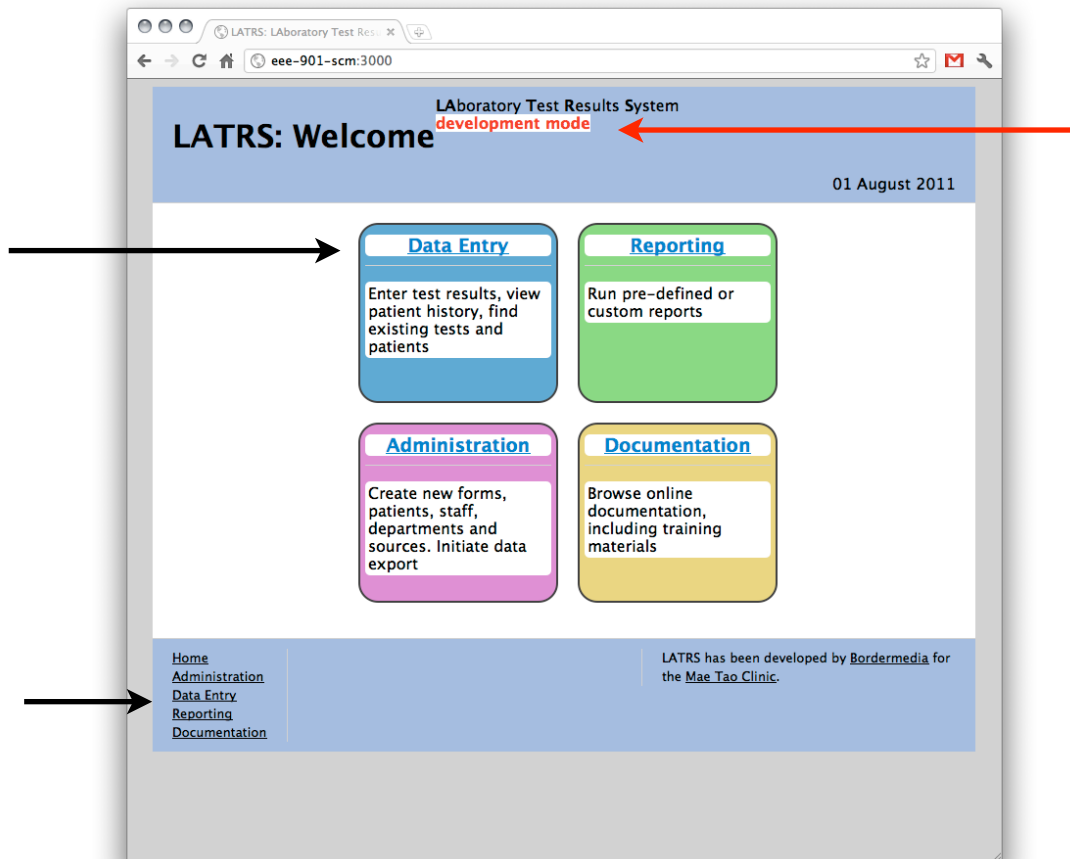 LATRS: LAboratory Test Res
eee-901-scm:3000
LAboratory Test Results System
development mode
LATRS: Welcome
01 August 2011
Data Entry
Enter test results, view
patient history, find
existing tests and
patients
Reporting
Run pre-defined or
custom reports
Administration
Create new forms,
patients, staff,
departments and
sources. Initiate data
export
Documentation
Browse online
documentation,
including training
materials
Home
Administration
Data Entry
Reporting
Documentation
LATRS has been developed by Bordermedia for
the Mae Tao Clinic.